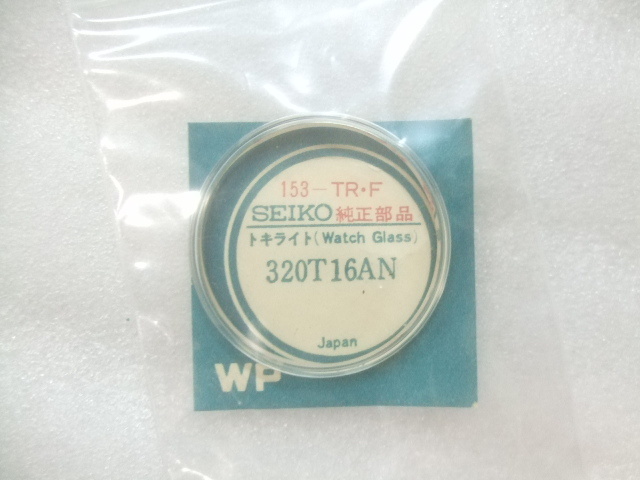 153-TR·F
SEIKO 純正部品
トキライト(Watch Glass)
320T16AN
Japan
WP